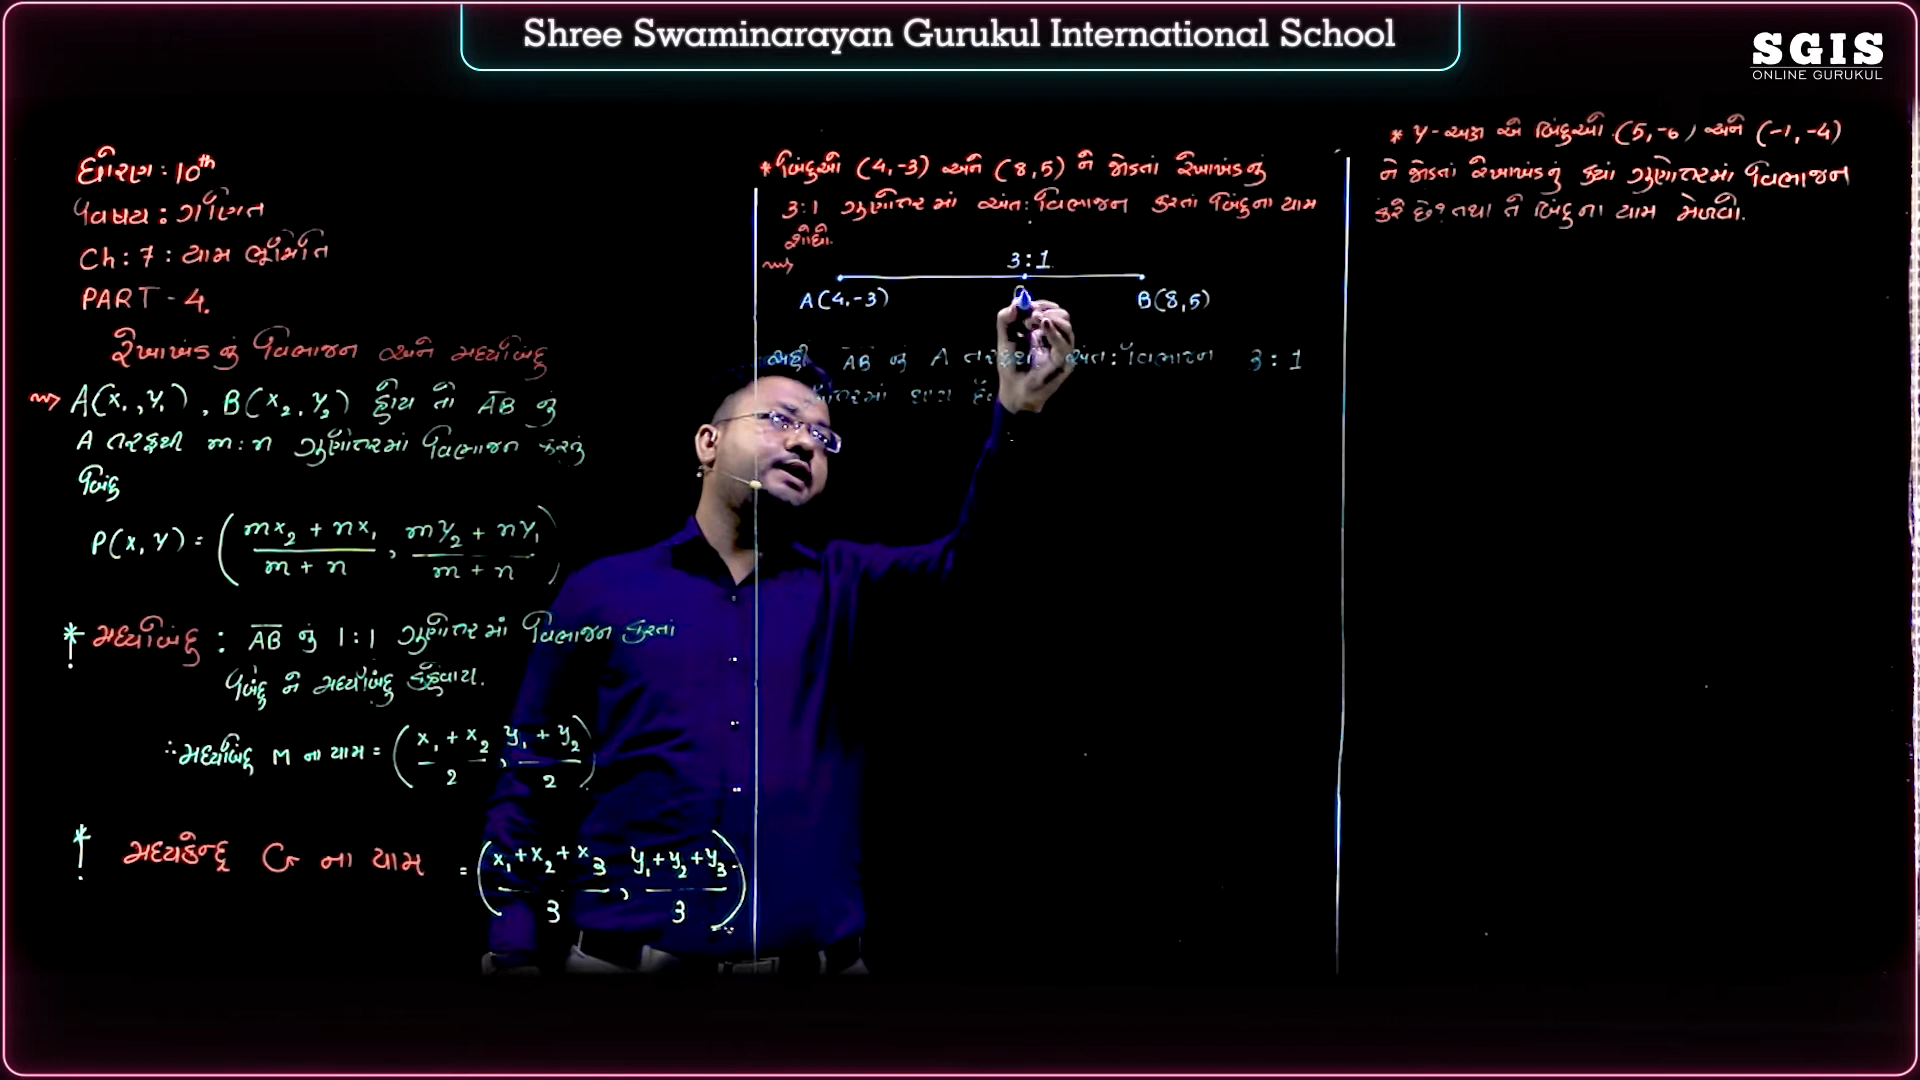 Shree Swaminarayan Gurukul International School
SGIS
ONLINE GURUKUL
ધોરણ : 10th
વિષય : ગણિત
Ch : 7 : યામ ભૂમિતિ
PART - 4.
રેખાખંડનું વિભાજન અને મધ્યબિંદુ
A(x₁, y₁) , B(x₂, y₂) હોય તો AB નું
A તરફથી m : n ગુણોત્તરમાં વિભાજન કરતું
બિંદુ
P(x, y) = ( mx₂ + nx₁ / m + n , my₂ + ny₁ / m + n )
* મધ્યબિંદુ : AB નું 1 : 1 ગુણોત્તરમાં વિભાજન કરતાં
બિંદુ ને મધ્યબિંદુ કહેવાય.
∴ મધ્યબિંદુ M ના યામ = ( x₁ + x₂ / 2 , y₁ + y₂ / 2 )
* મધ્યકેન્દ્ર G ના યામ = ( x₁ + x₂ + x₃ / 3 , y₁ + y₂ + y₃ / 3 )
* બિંદુઓ (4, -3) અને (8, 5) ને જોડતાં રેખાખંડનું
3 : 1 ગુણોત્તરમાં અંત:વિભાજન કરતાં બિંદુના યામ
શોધો.
3 : 1
A(4, -3) B(8, 5)
અહીં AB નું A તરફથી અંત:વિભાજન 3 : 1
થાય છે
* y - અક્ષ એ બિંદુઓ (5, -6) અને (-1, -4)
ને જોડતાં રેખાખંડનું ક્યાં ગુણોત્તરમાં વિભાજન
કરે છે? તથા તે બિંદુના યામ મેળવો.